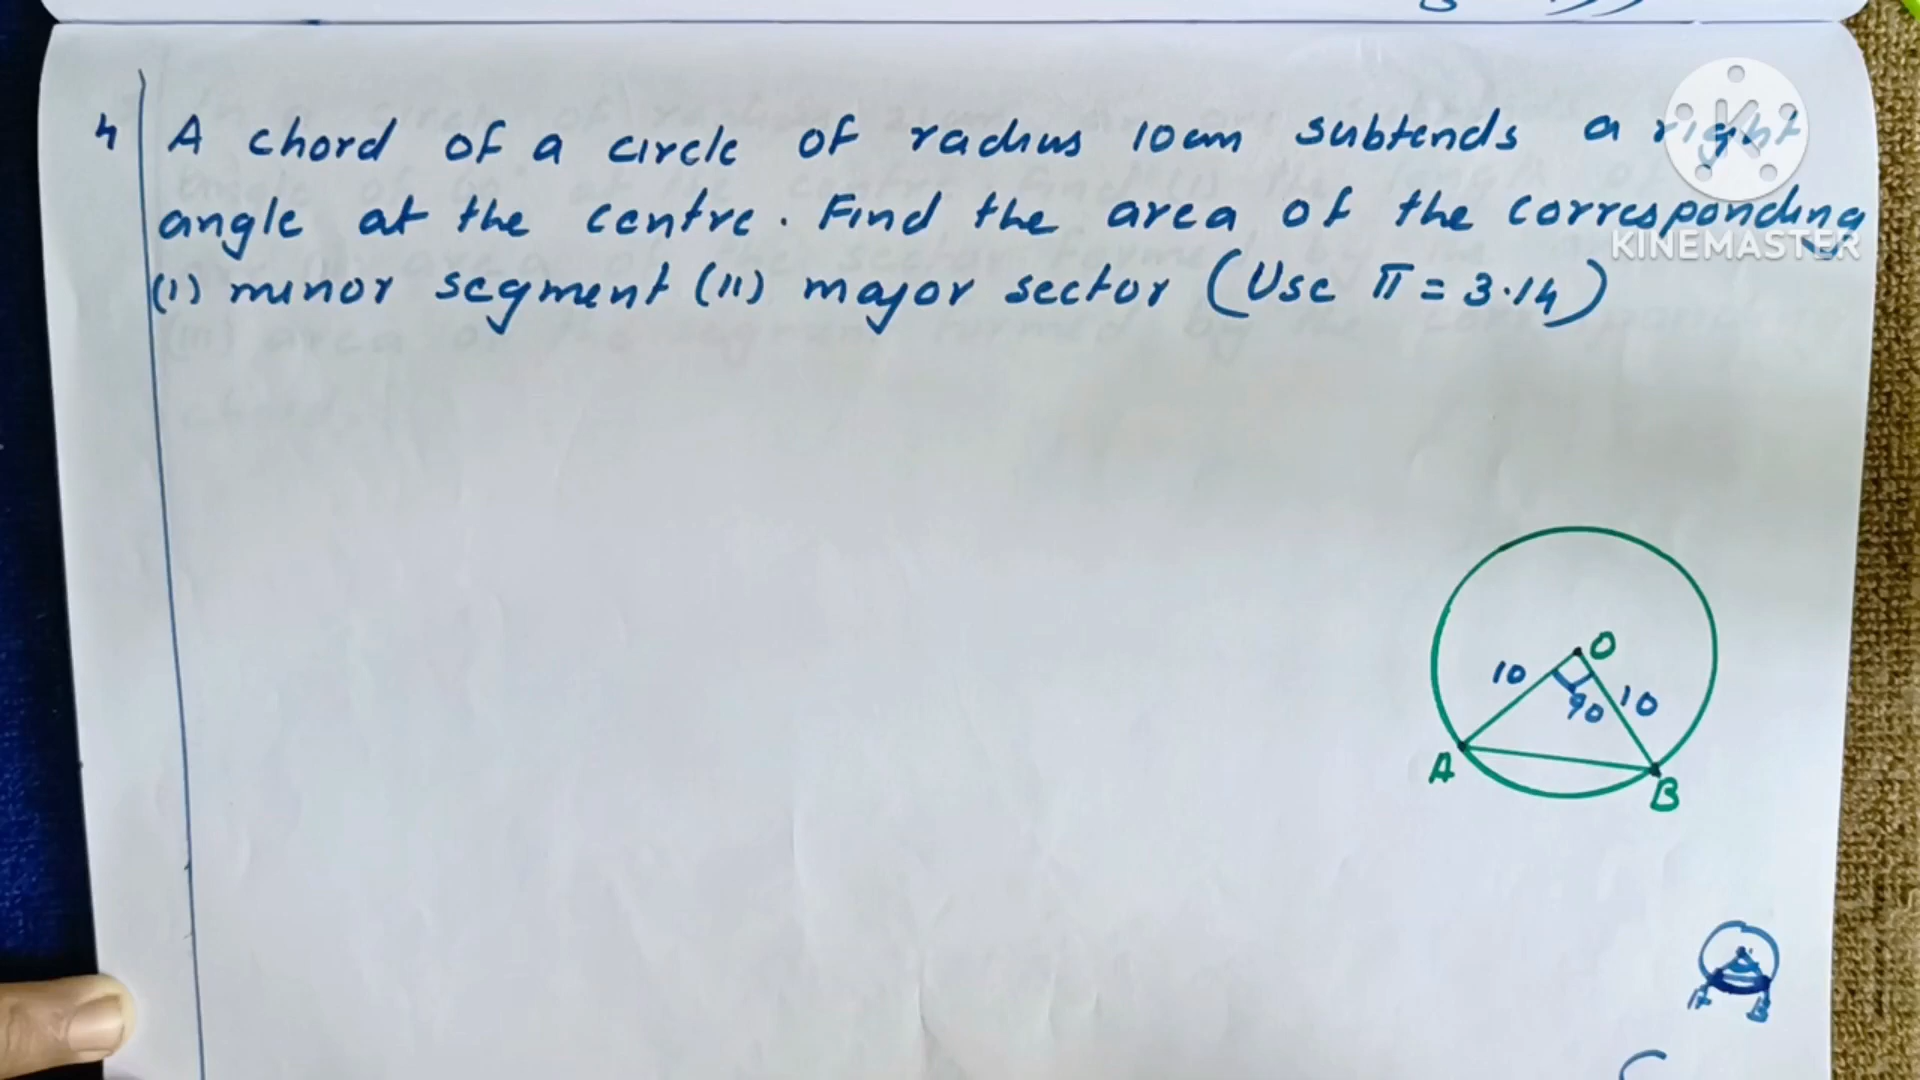 4 A chord of a circle of radius 10cm subtends a right
angle at the centre. Find the area of the corresponding
KINEMASTER
(i) minor segment (ii) major sector (Use π = 3.14)
O
10
90 10
A
B
A B